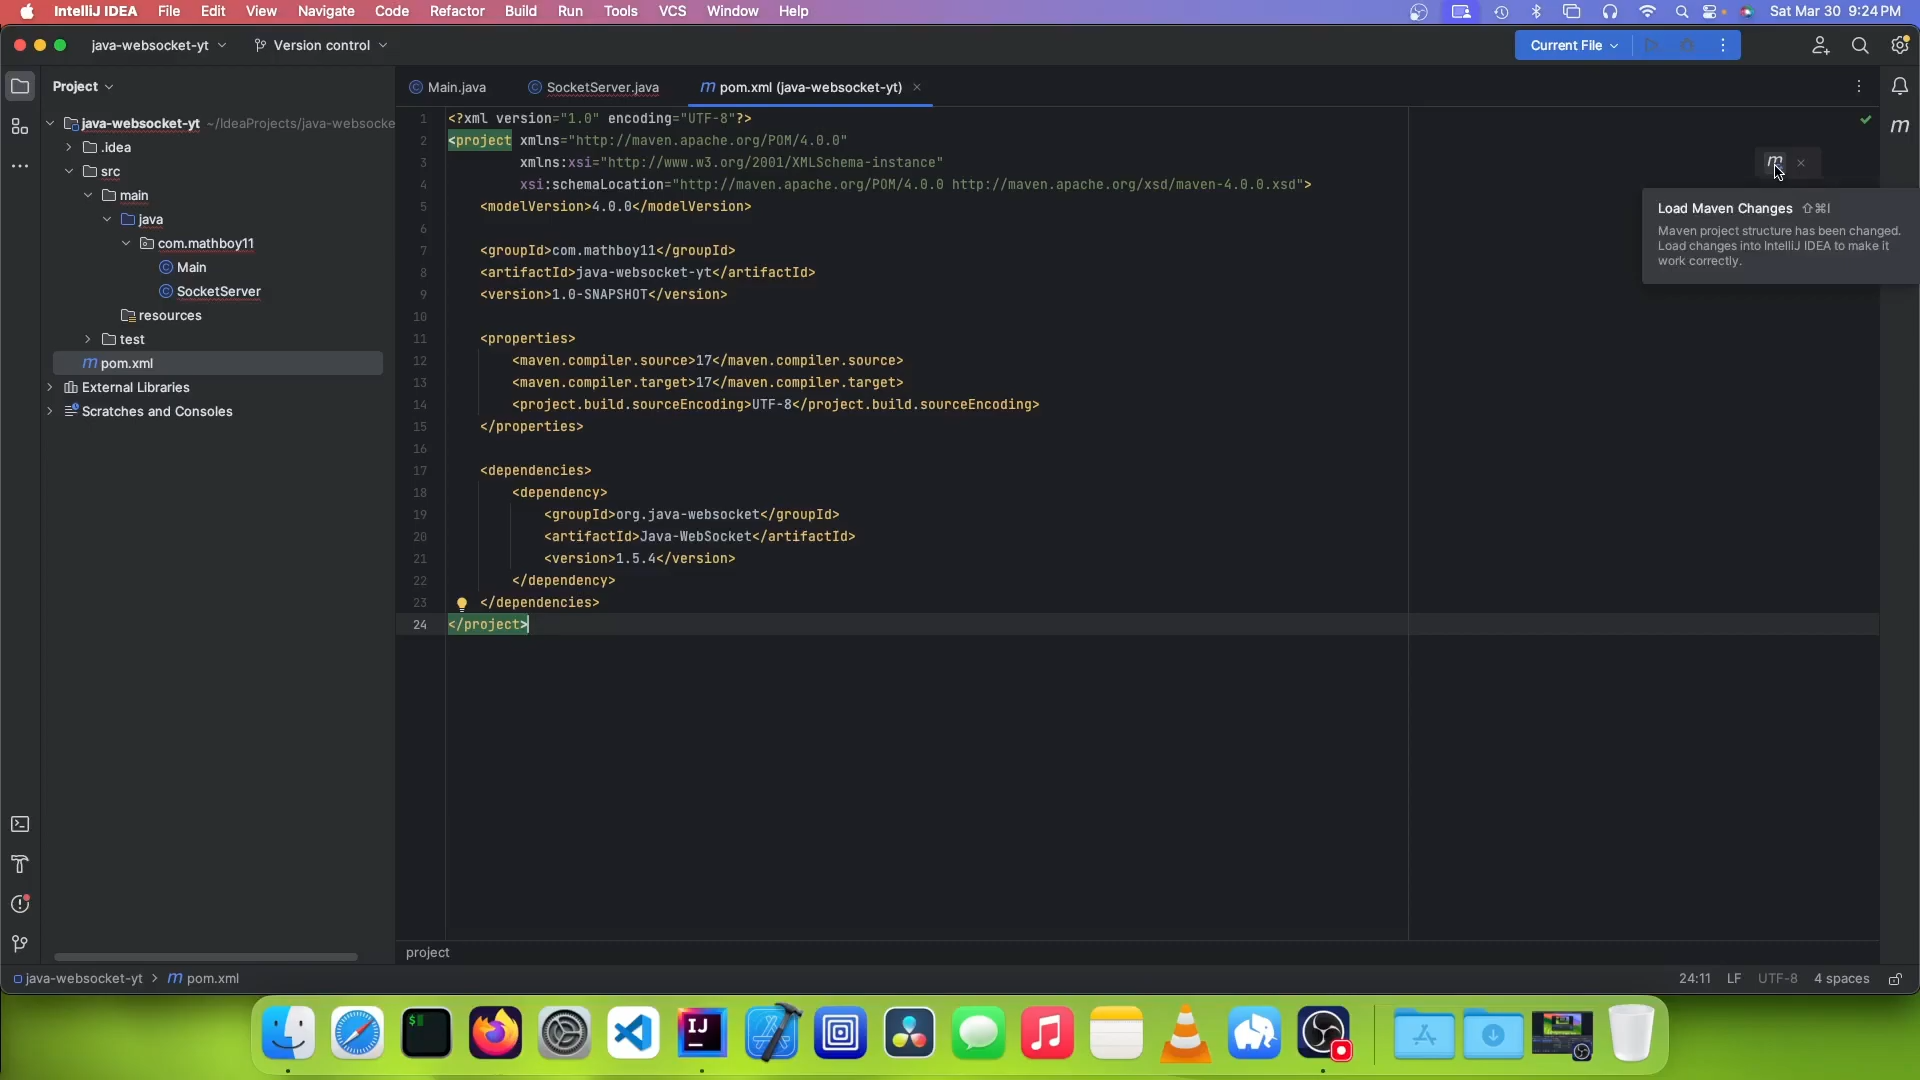 IntelliJ IDEA File Edit View Navigate Code Refactor Build Run Tools VCS Window Help Sat Mar 30 9:24 PM
java-websocket-yt Version control Current File
Project
Main.java SocketServer.java m pom.xml (java-websocket-yt)
java-websocket-yt ~/IdeaProjects/java-websocke
.idea
src
main
java
com.mathboy11
Main
SocketServer
resources
test
m pom.xml
External Libraries
Scratches and Consoles
1 <?xml version="1.0" encoding="UTF-8"?>
2 <project xmlns="http://maven.apache.org/POM/4.0.0"
3 xmlns:xsi="http://www.w3.org/2001/XMLSchema-instance"
4 xsi:schemaLocation="http://maven.apache.org/POM/4.0.0 http://maven.apache.org/xsd/maven-4.0.0.xsd">
5 <modelVersion>4.0.0</modelVersion>
6
7 <groupId>com.mathboy11</groupId>
8 <artifactId>java-websocket-yt</artifactId>
9 <version>1.0-SNAPSHOT</version>
10
11 <properties>
12 <maven.compiler.source>17</maven.compiler.source>
13 <maven.compiler.target>17</maven.compiler.target>
14 <project.build.sourceEncoding>UTF-8</project.build.sourceEncoding>
15 </properties>
16
17 <dependencies>
18 <dependency>
19 <groupId>org.java-websocket</groupId>
20 <artifactId>Java-WebSocket</artifactId>
21 <version>1.5.4</version>
22 </dependency>
23 </dependencies>
24 </project>
m
m
Load Maven Changes ⇧⌘I
Maven project structure has been changed.
Load changes into IntelliJ IDEA to make it
work correctly.
project
java-websocket-yt > m pom.xml 24:11 LF UTF-8 4 spaces
$
IJ